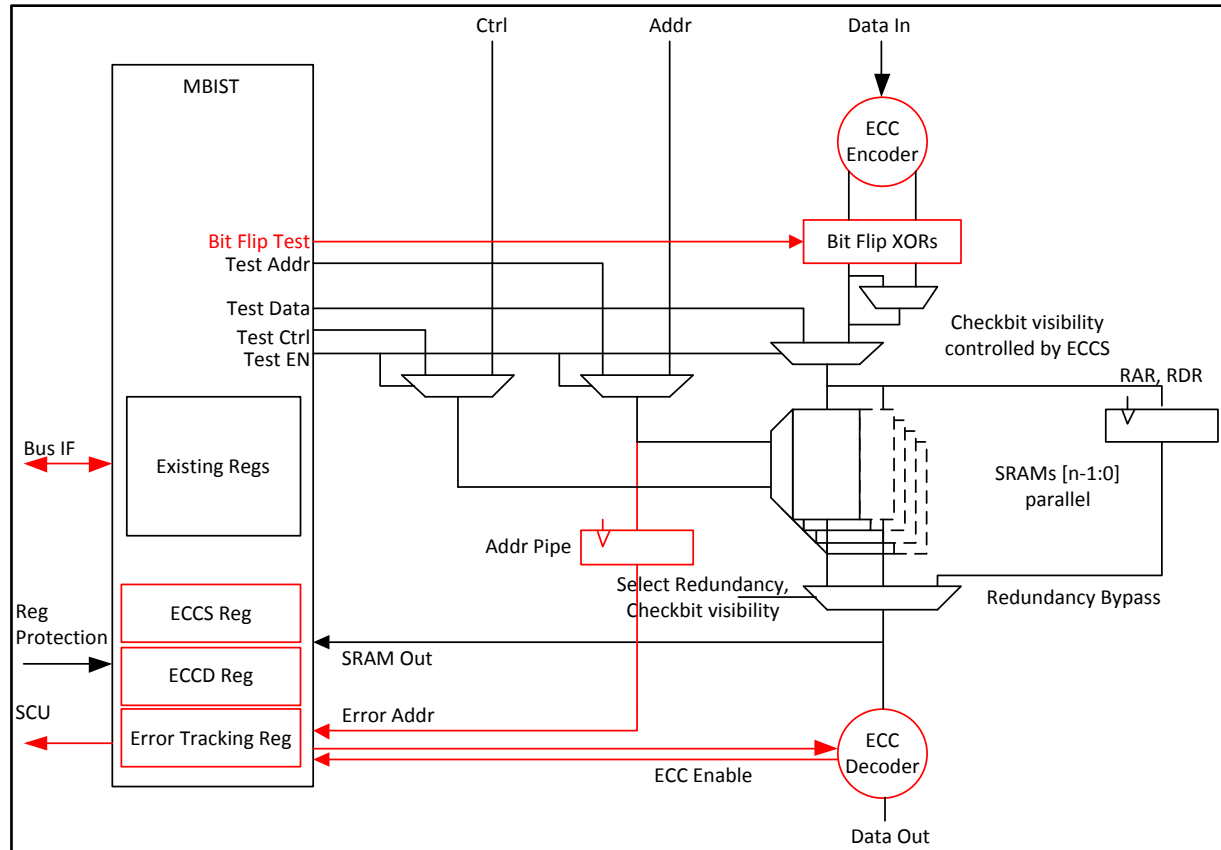 Ctrl
Addr
Data In
MBIST
ECC
Encoder
Bit Flip Test
Bit Flip XORs
Test Addr
Test Data
Test Ctrl
Test EN
Checkbit visibility
controlled by ECCS
RAR, RDR
Bus IF
Existing Regs
SRAMs [n-1:0]
parallel
Addr Pipe
Select Redundancy,
Checkbit visibility
Redundancy Bypass
ECCS Reg
Reg
Protection
SRAM Out
ECCD Reg
SCU
Error Addr
Error Tracking Reg
ECC
Decoder
ECC Enable
Data Out